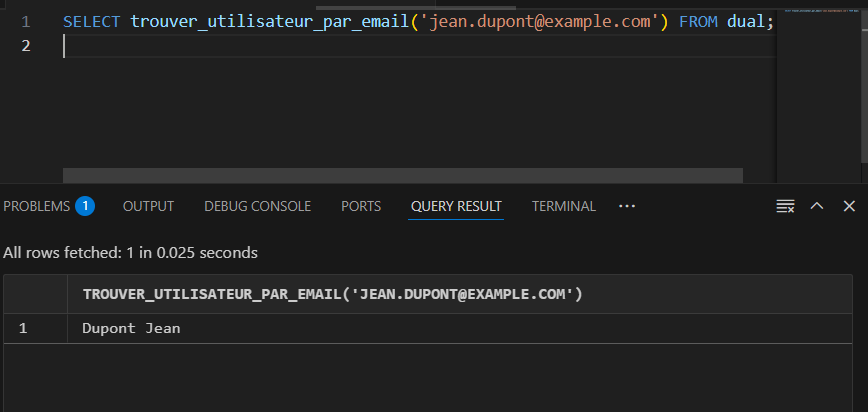 1 SELECT trouver_utilisateur_par_email('jean.dupont@example.com') FROM dual;
2
PROBLEMS 1 OUTPUT DEBUG CONSOLE PORTS QUERY RESULT TERMINAL ···
All rows fetched: 1 in 0.025 seconds
TROUVER_UTILISATEUR_PAR_EMAIL('JEAN.DUPONT@EXAMPLE.COM')
1 Dupont Jean